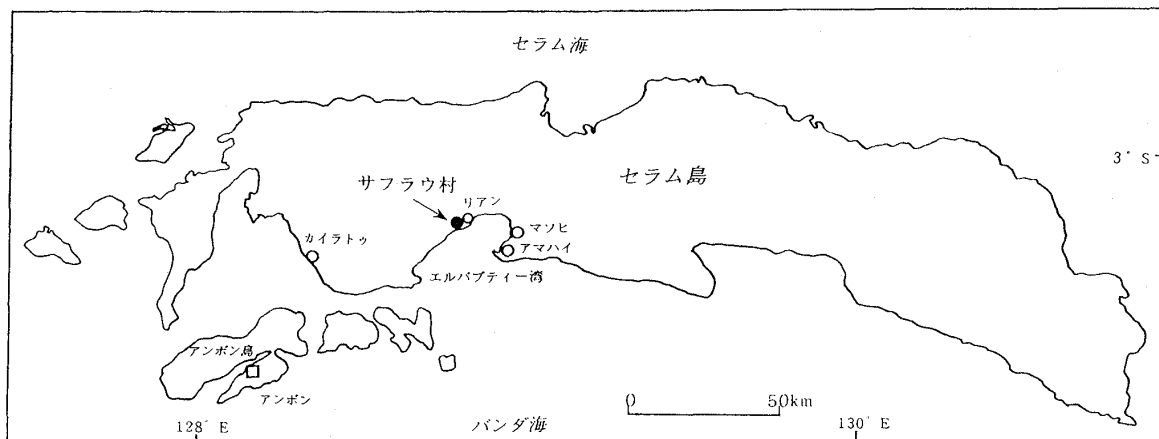 セラム海
3° S
セラム島
サフラウ村
リアン
マソヒ
カイラトゥ
アマハイ
エルパプティー湾
アンボン島
アンボン
0 50km
128° E
バンダ海
130° E